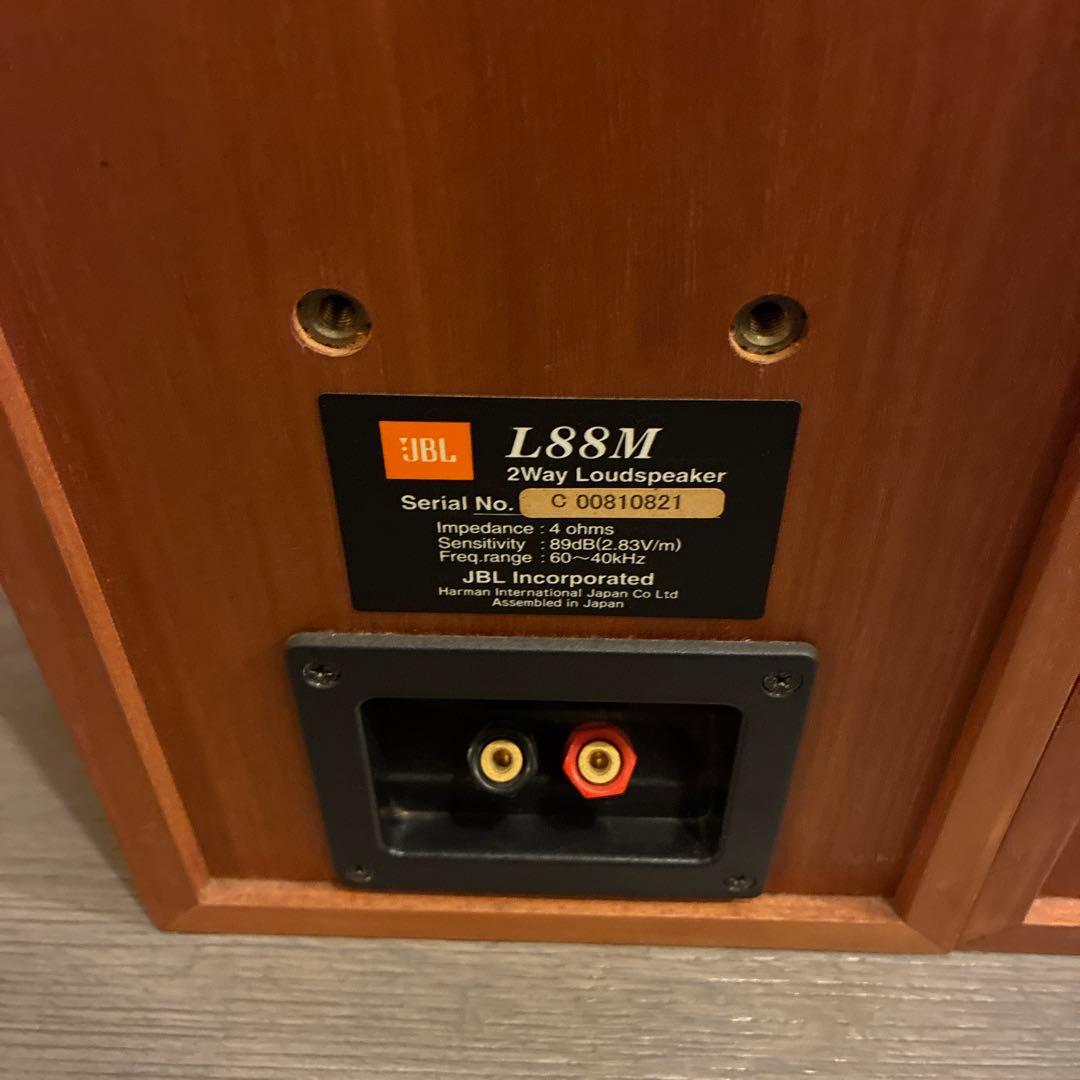 JBL
L88M
2Way Loudspeaker
Serial No. C 00810821
Impedance : 4 ohms
Sensitivity : 89dB(2.83V/m)
Freq.range : 60～40kHz
JBL Incorporated
Harman International Japan Co Ltd
Assembled in Japan